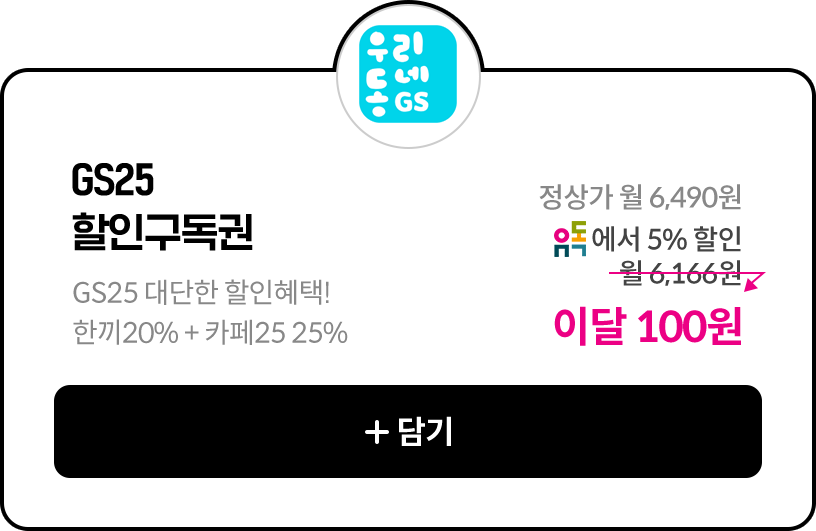 우리
동네GS
GS25
할인구독권
GS25 대단한 할인혜택!
한끼20% + 카페25 25%
정상가 월 6,490원
유독에서 5% 할인
월 6,166원
이달 100원
+ 담기